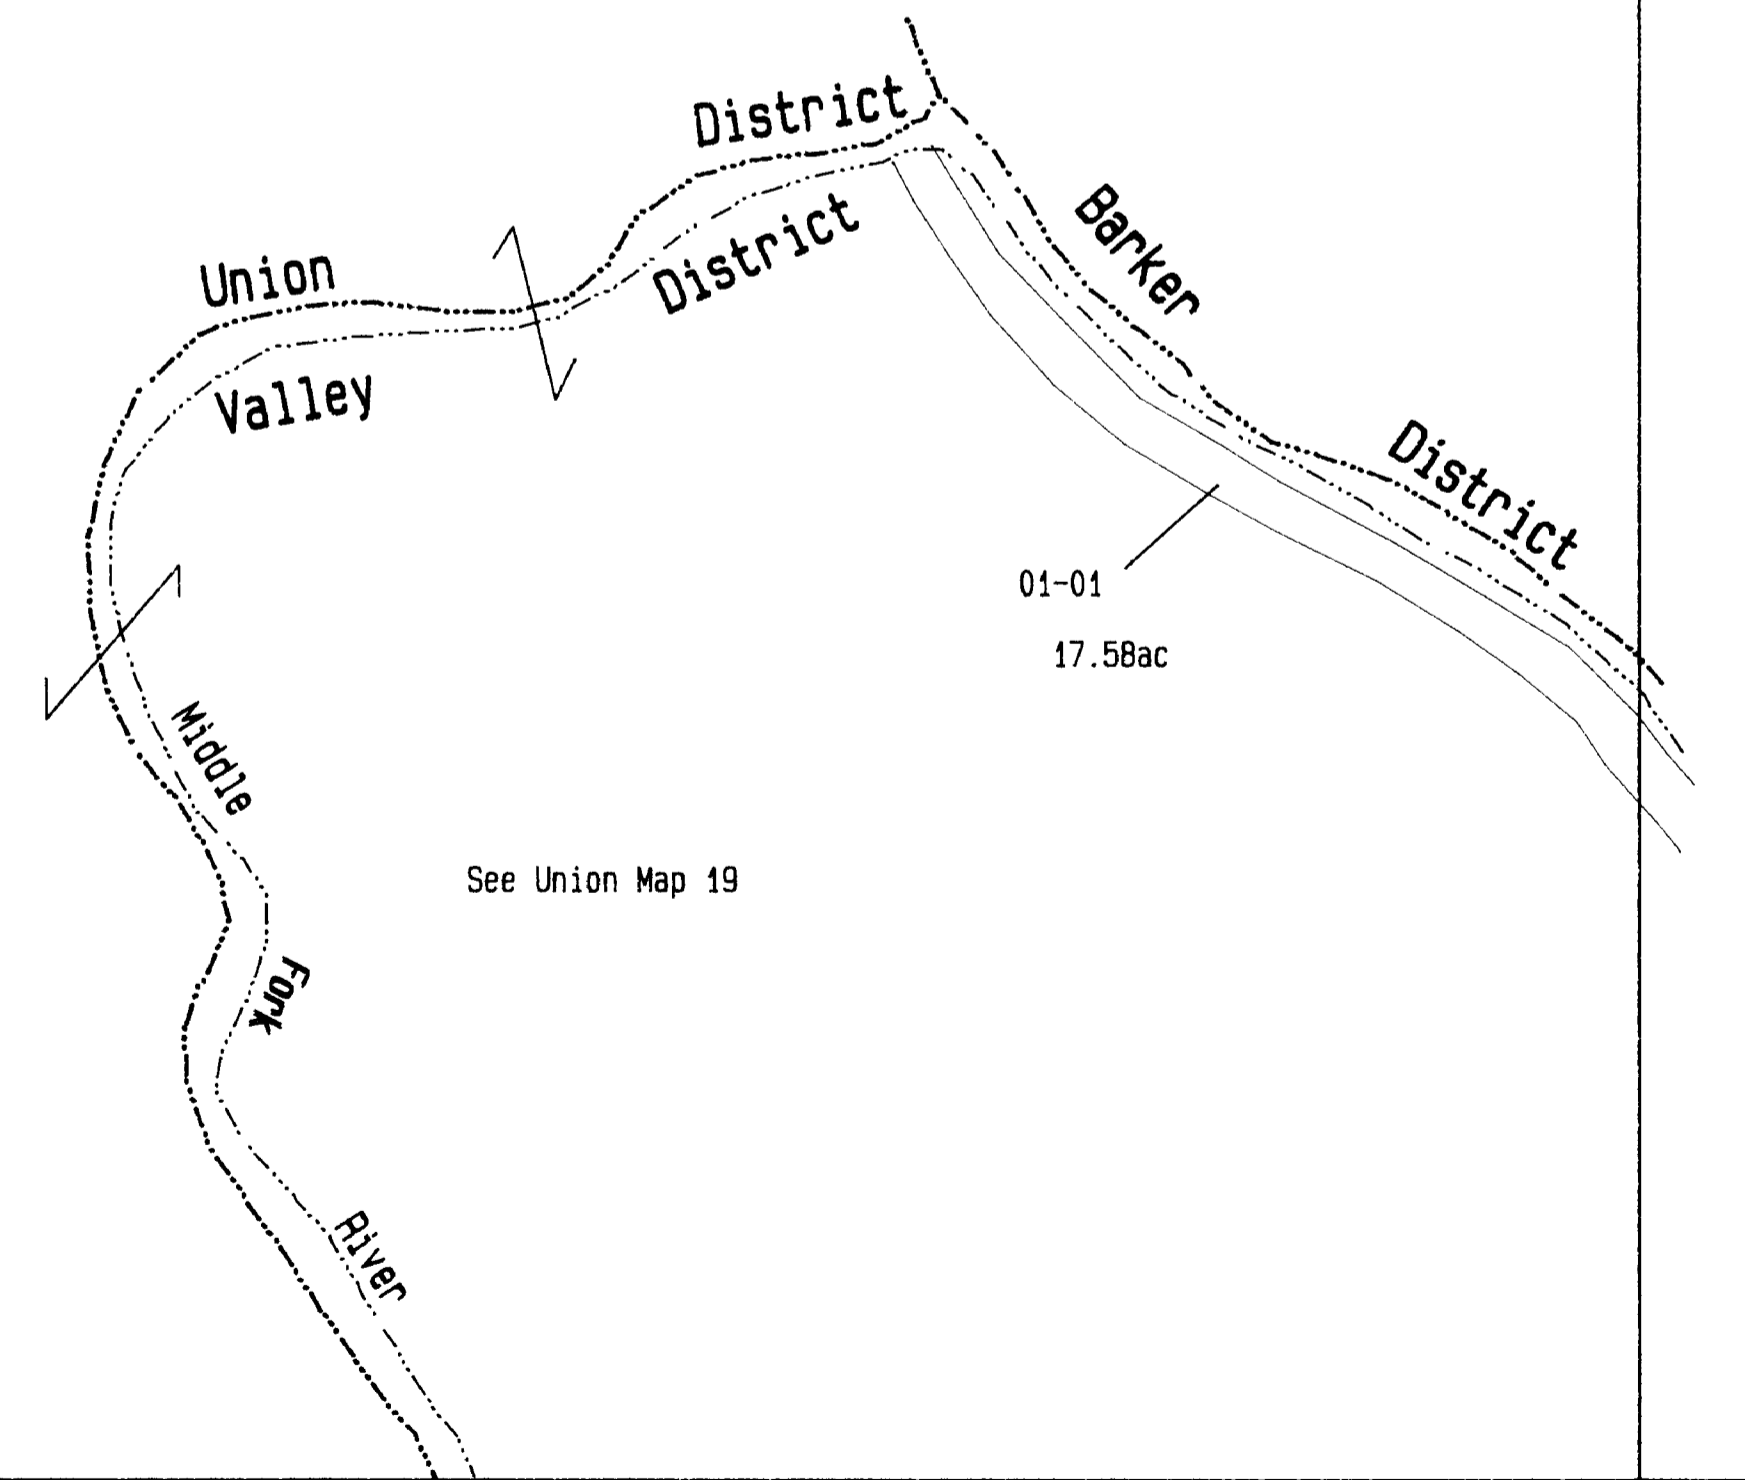 Union District
Valley District
Barker District
01-01
17.58ac
Middle Fork River
See Union Map 19